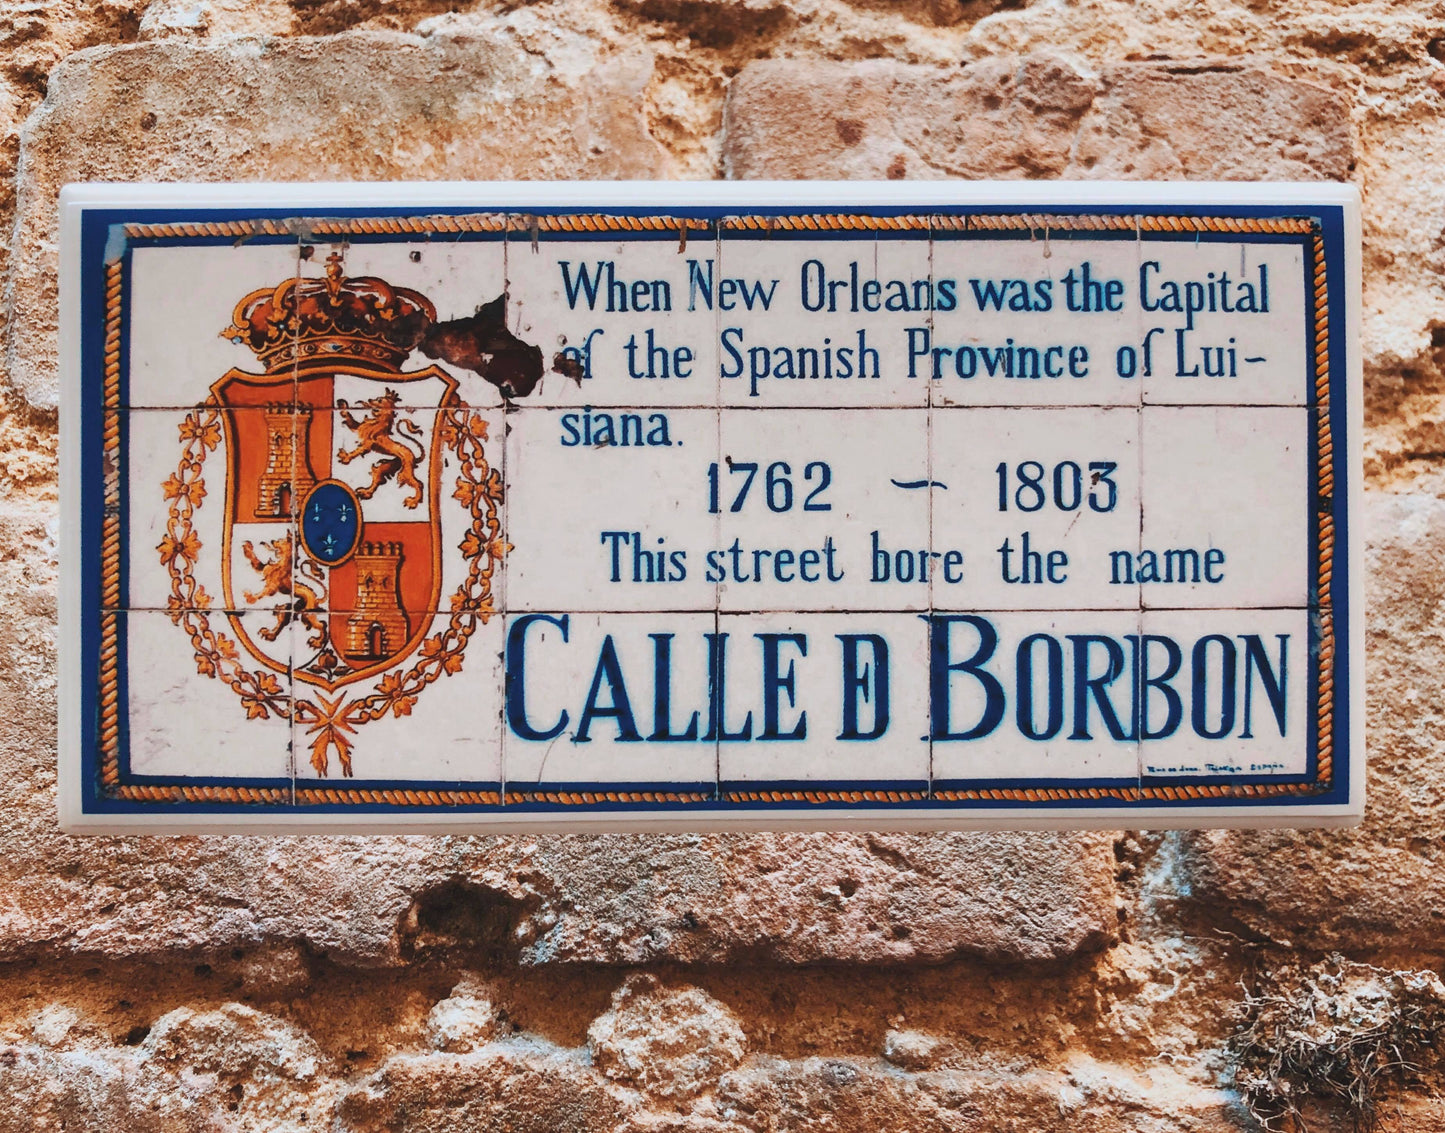 When New Orleans was the Capital
of the Spanish Province of Lui-
siana.
1762 ~ 1803
This street bore the name
CALLE D BORBON